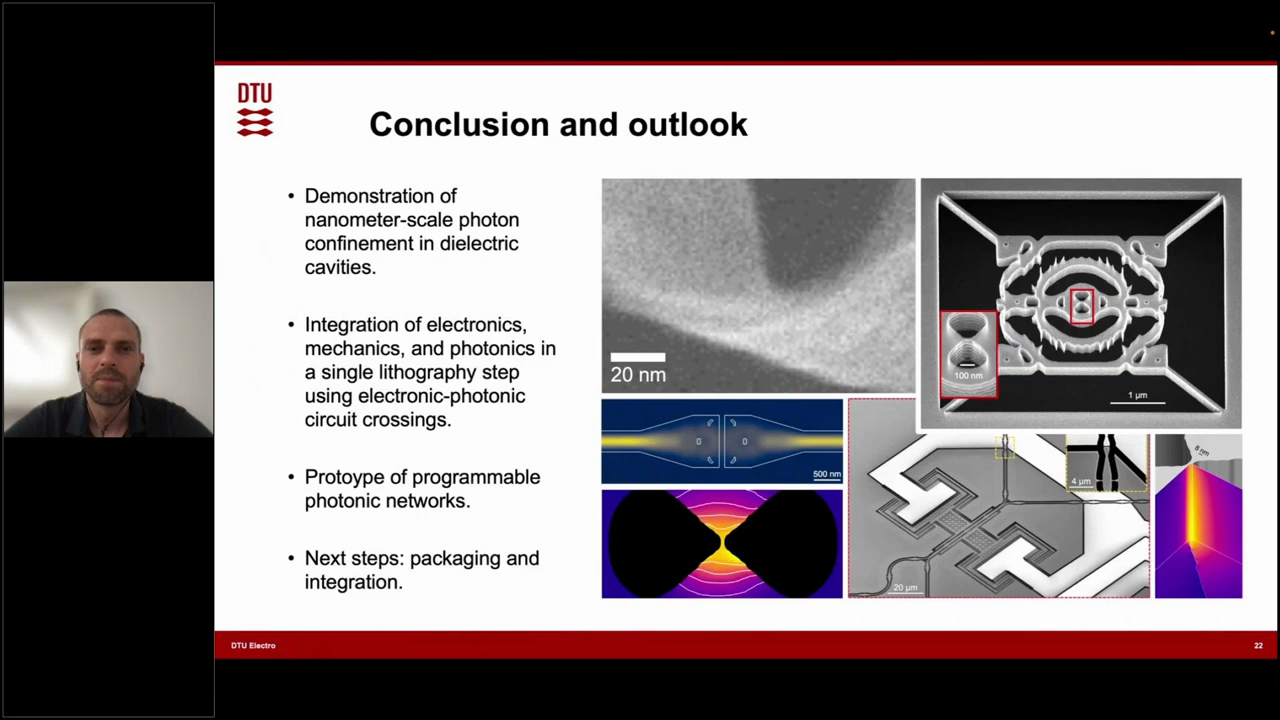 DTU
Conclusion and outlook
• Demonstration of
nanometer-scale photon
confinement in dielectric
cavities.
• Integration of electronics,
mechanics, and photonics in
a single lithography step
using electronic-photonic
circuit crossings.
• Protoype of programmable
photonic networks.
• Next steps: packaging and
integration.
20 nm
100 nm
1 µm
500 nm
4 µm
20 µm
8 nm
DTU Electro
22